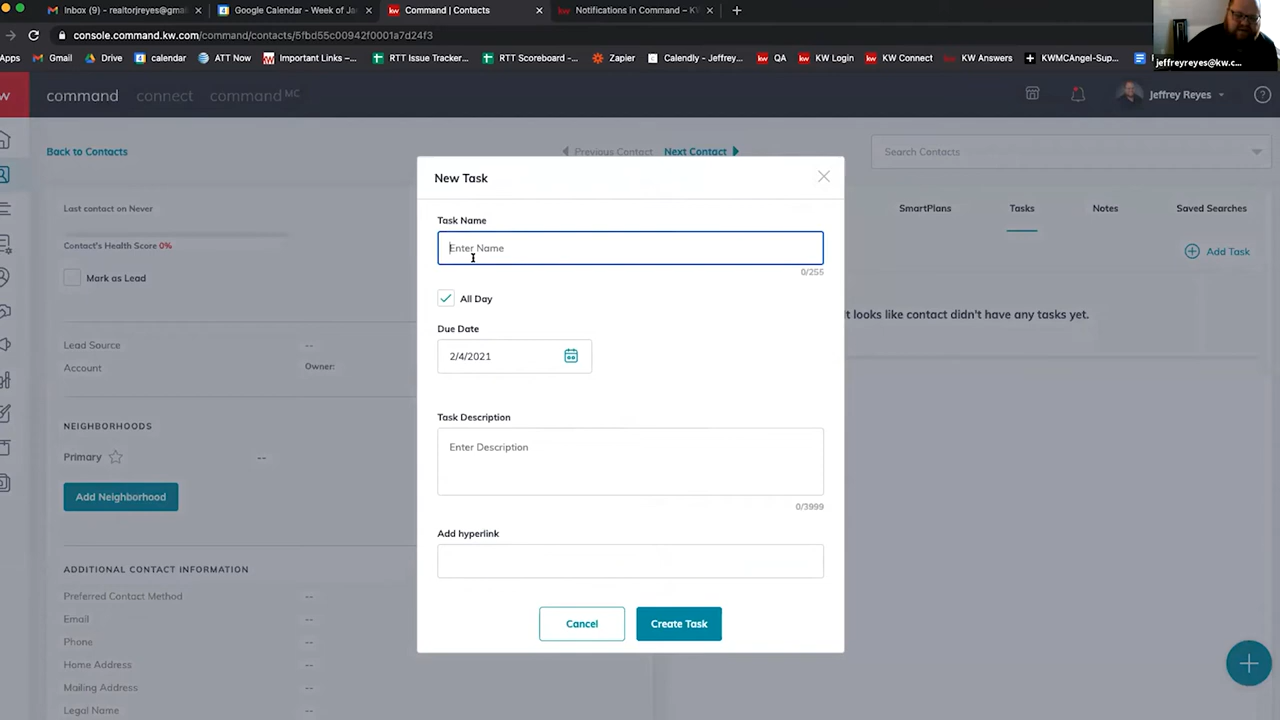 Inbox (9) - realtorjreyes@gmai
Google Calendar - Week of Ja
Command | Contacts
Notifications in Command – KW
console.command.kw.com/command/contacts/5fbd55c00942f0001a7d24f3
Apps
Gmail
Drive
calendar
ATT Now
Important Links –...
RTT Issue Tracker...
RTT Scoreboard -...
Zapier
Calendly - Jeffrey...
QA
KW Login
KW Connect
KW Answers
KWMCAngel-Sup...
jeffreyreyes@kw.c...
command
connect
command MC
Jeffrey Reyes
Back to Contacts
Previous Contact
Next Contact
Search Contacts
Last contact on Never
Contact's Health Score 0%
Mark as Lead
Lead Source --
Account Owner:
NEIGHBORHOODS
Primary --
Add Neighborhood
ADDITIONAL CONTACT INFORMATION
Preferred Contact Method --
Email --
Phone --
Home Address --
Mailing Address --
Legal Name --
New Task
Task Name
Enter Name
0/255
All Day
Due Date
2/4/2021
Task Description
Enter Description
0/3999
Add hyperlink
Cancel
Create Task
SmartPlans
Tasks
Notes
Saved Searches
Add Task
t looks like contact didn't have any tasks yet.